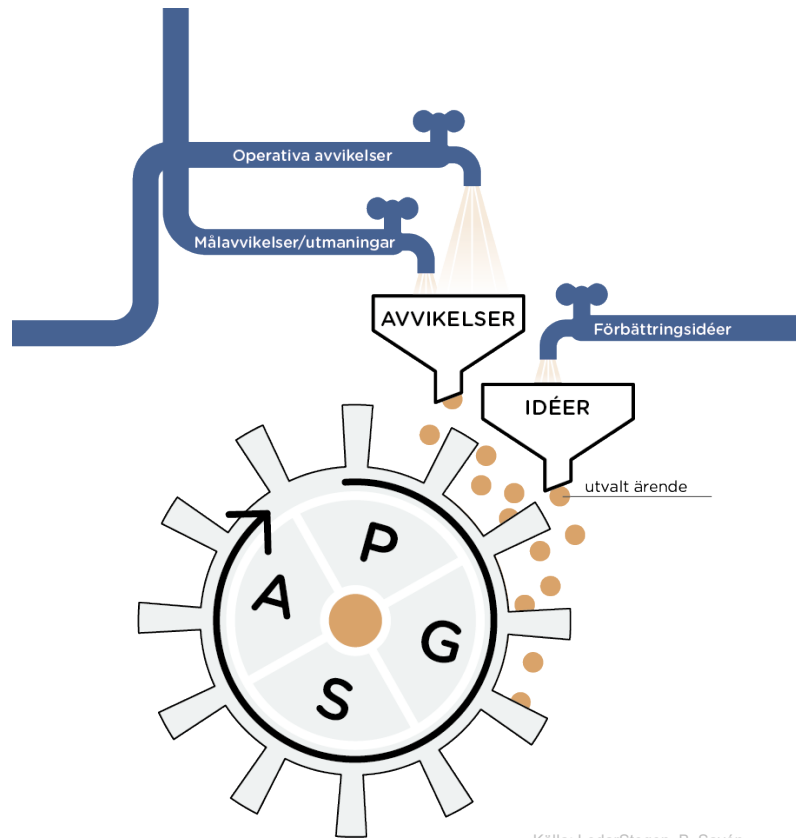 Operativa avvikelser
Målavvikelser/utmaningar
AVVIKELSER
Förbättringsidéer
IDÉER
utvalt ärende
P
A
G
S